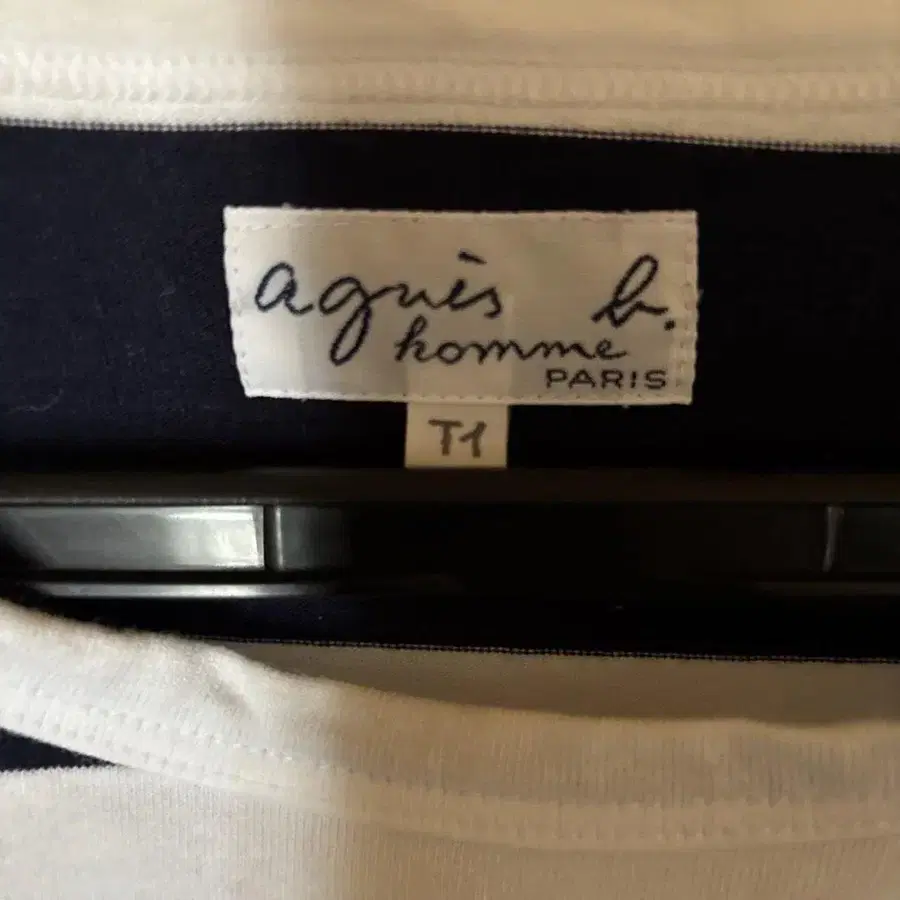 agnès b.
homme
PARIS
T1